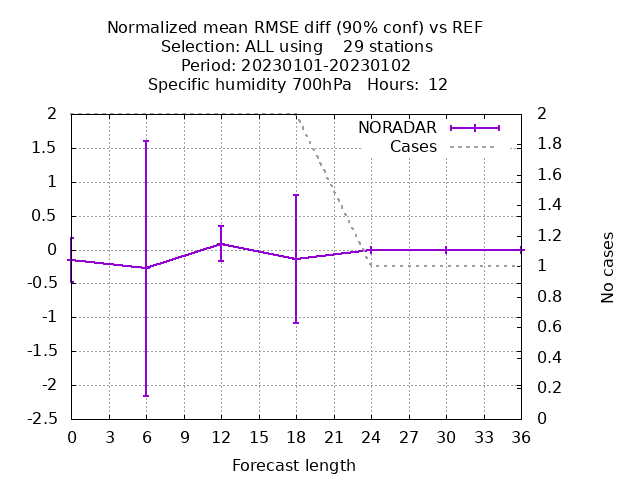 Normalized mean RMSE diff (90% conf) vs REF
Selection: ALL using    29 stations
Period: 20230101-20230102
Specific humidity 700hPa   Hours:  12
NORADAR
Cases
2
1.5
1
0.5
0
-0.5
-1
-1.5
-2
-2.5
2
1.8
1.6
1.4
1.2
1
0.8
0.6
0.4
0.2
0
No cases
0 3 6 9 12 15 18 21 24 27 30 33 36
Forecast length